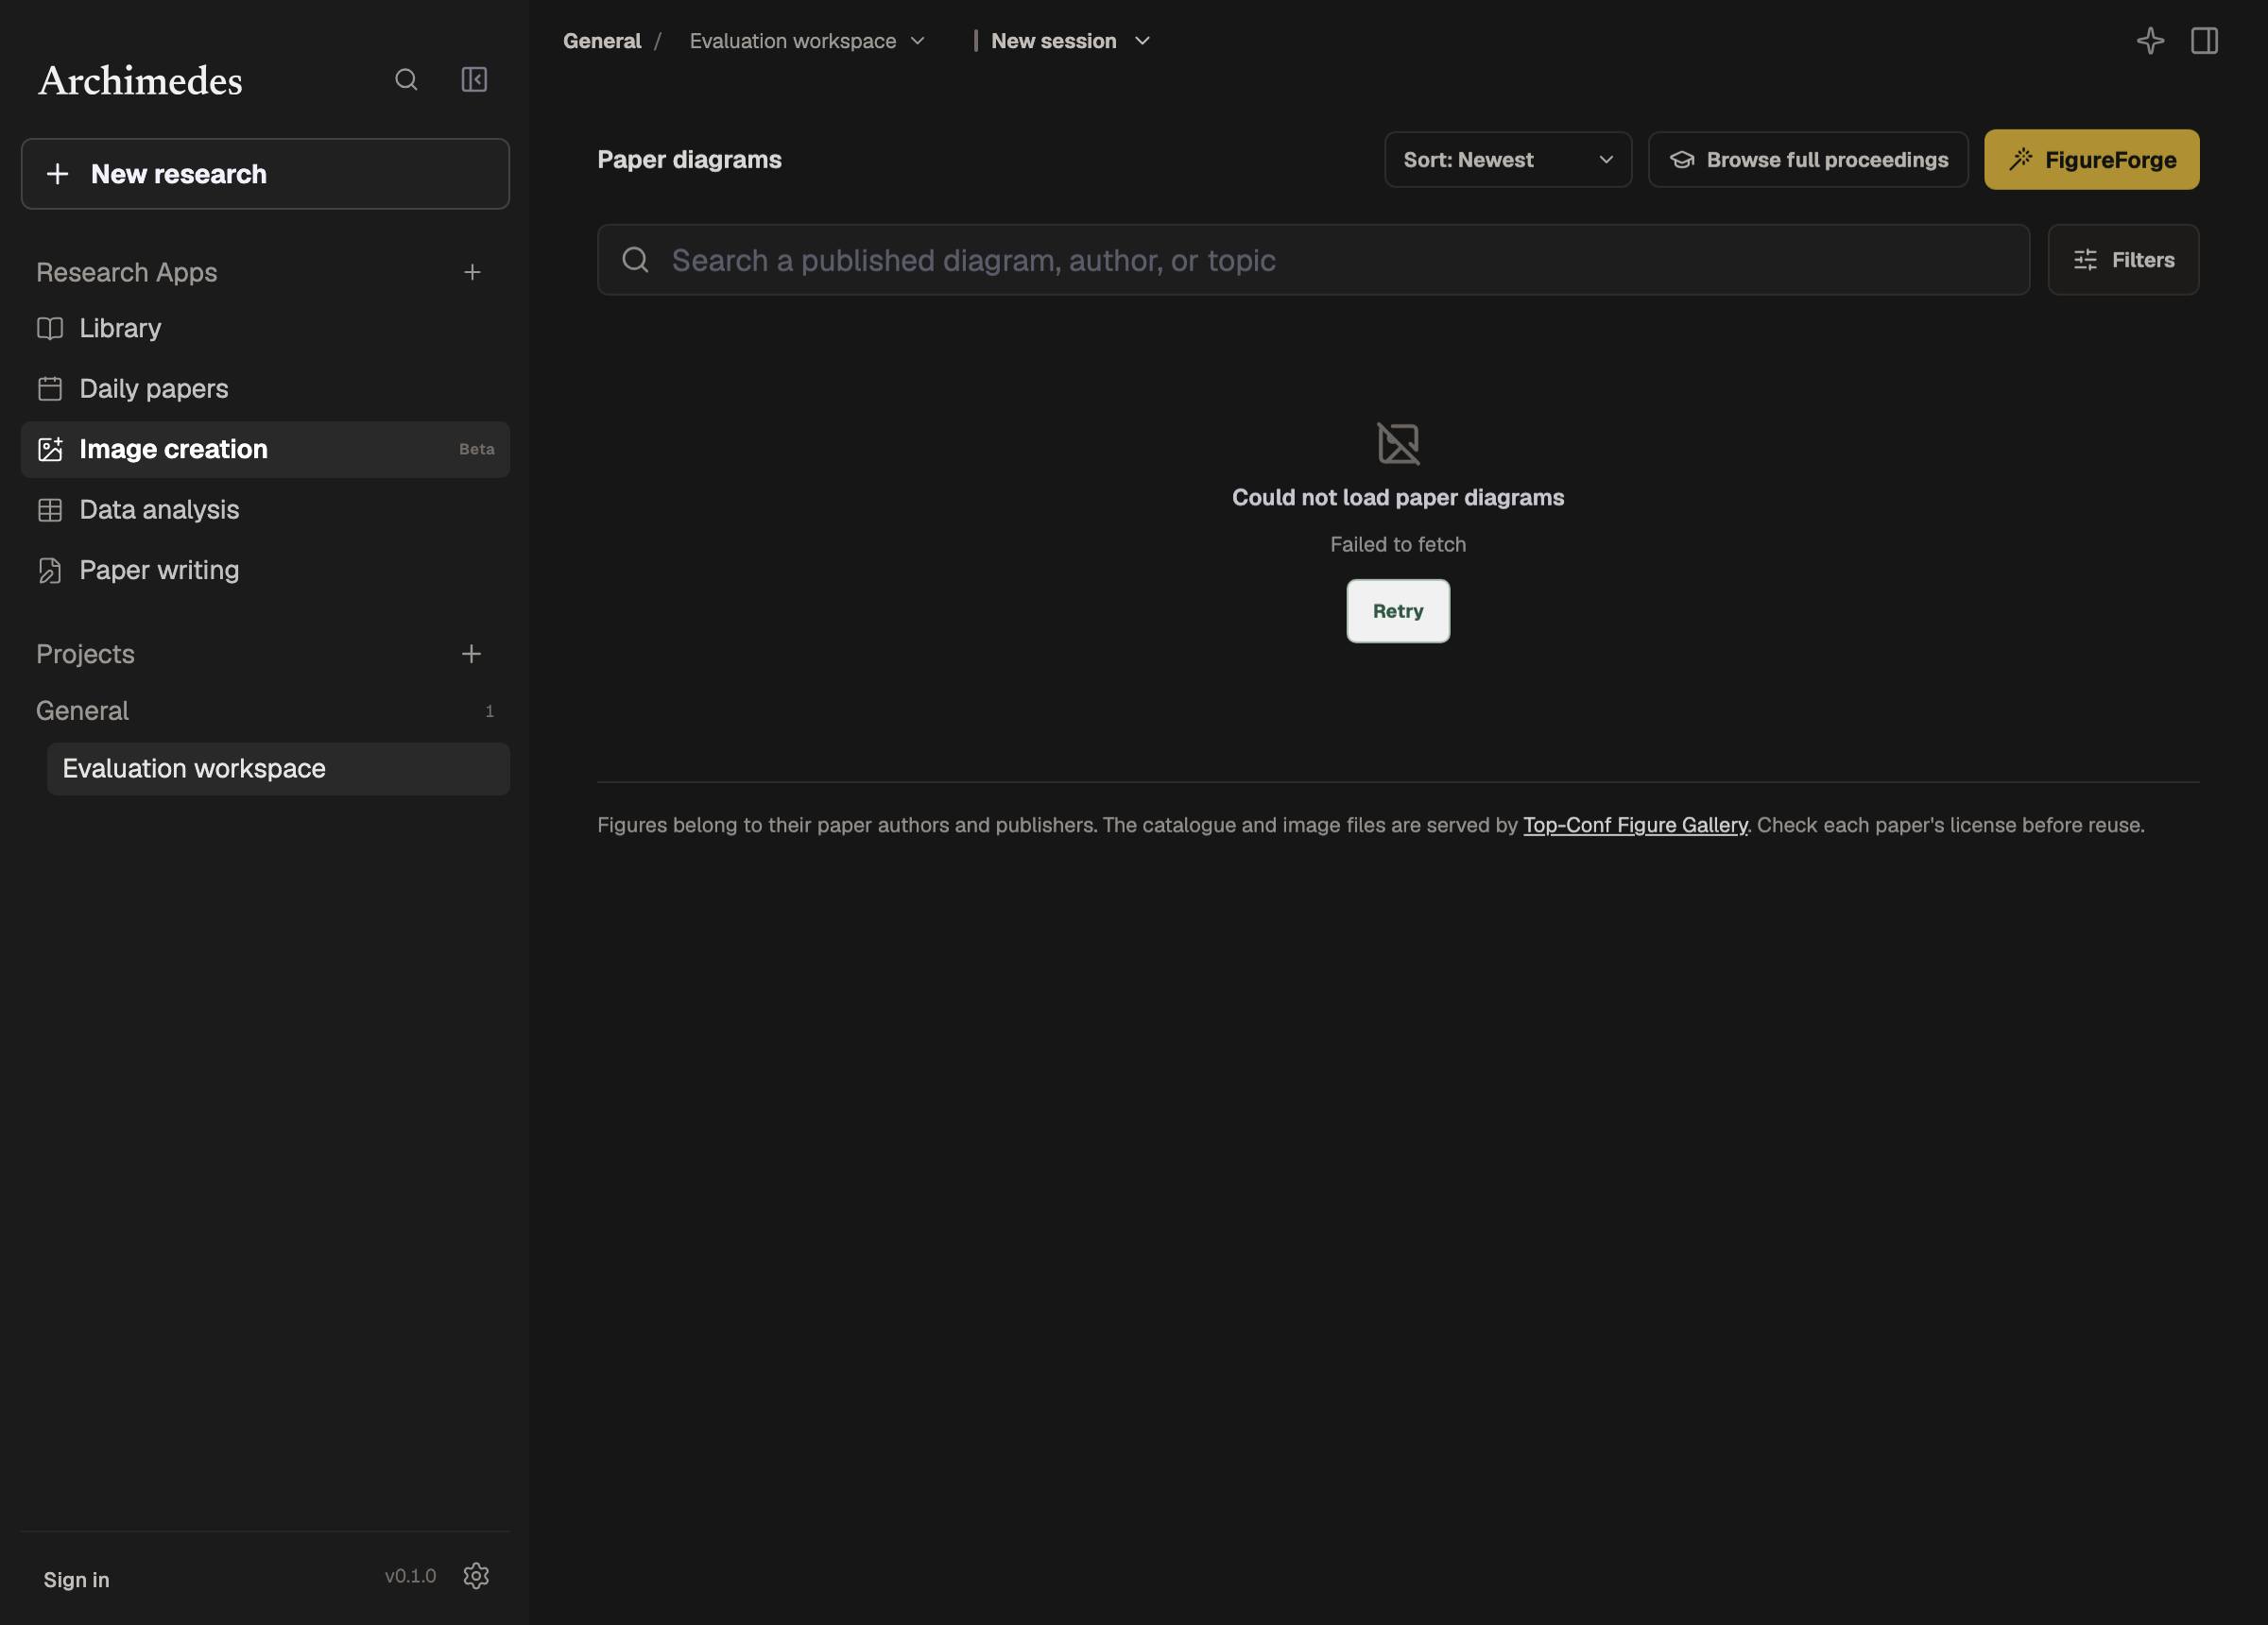 Archimedes
New research
Research Apps
Library
Daily papers
Image creation Beta
Data analysis
Paper writing
Projects
General 1
Evaluation workspace
Sign in v0.1.0
General / Evaluation workspace | New session
Paper diagrams Sort: Newest Browse full proceedings FigureForge
Search a published diagram, author, or topic Filters
Could not load paper diagrams
Failed to fetch
Retry
Figures belong to their paper authors and publishers. The catalogue and image files are served by Top-Conf Figure Gallery. Check each paper's license before reuse.